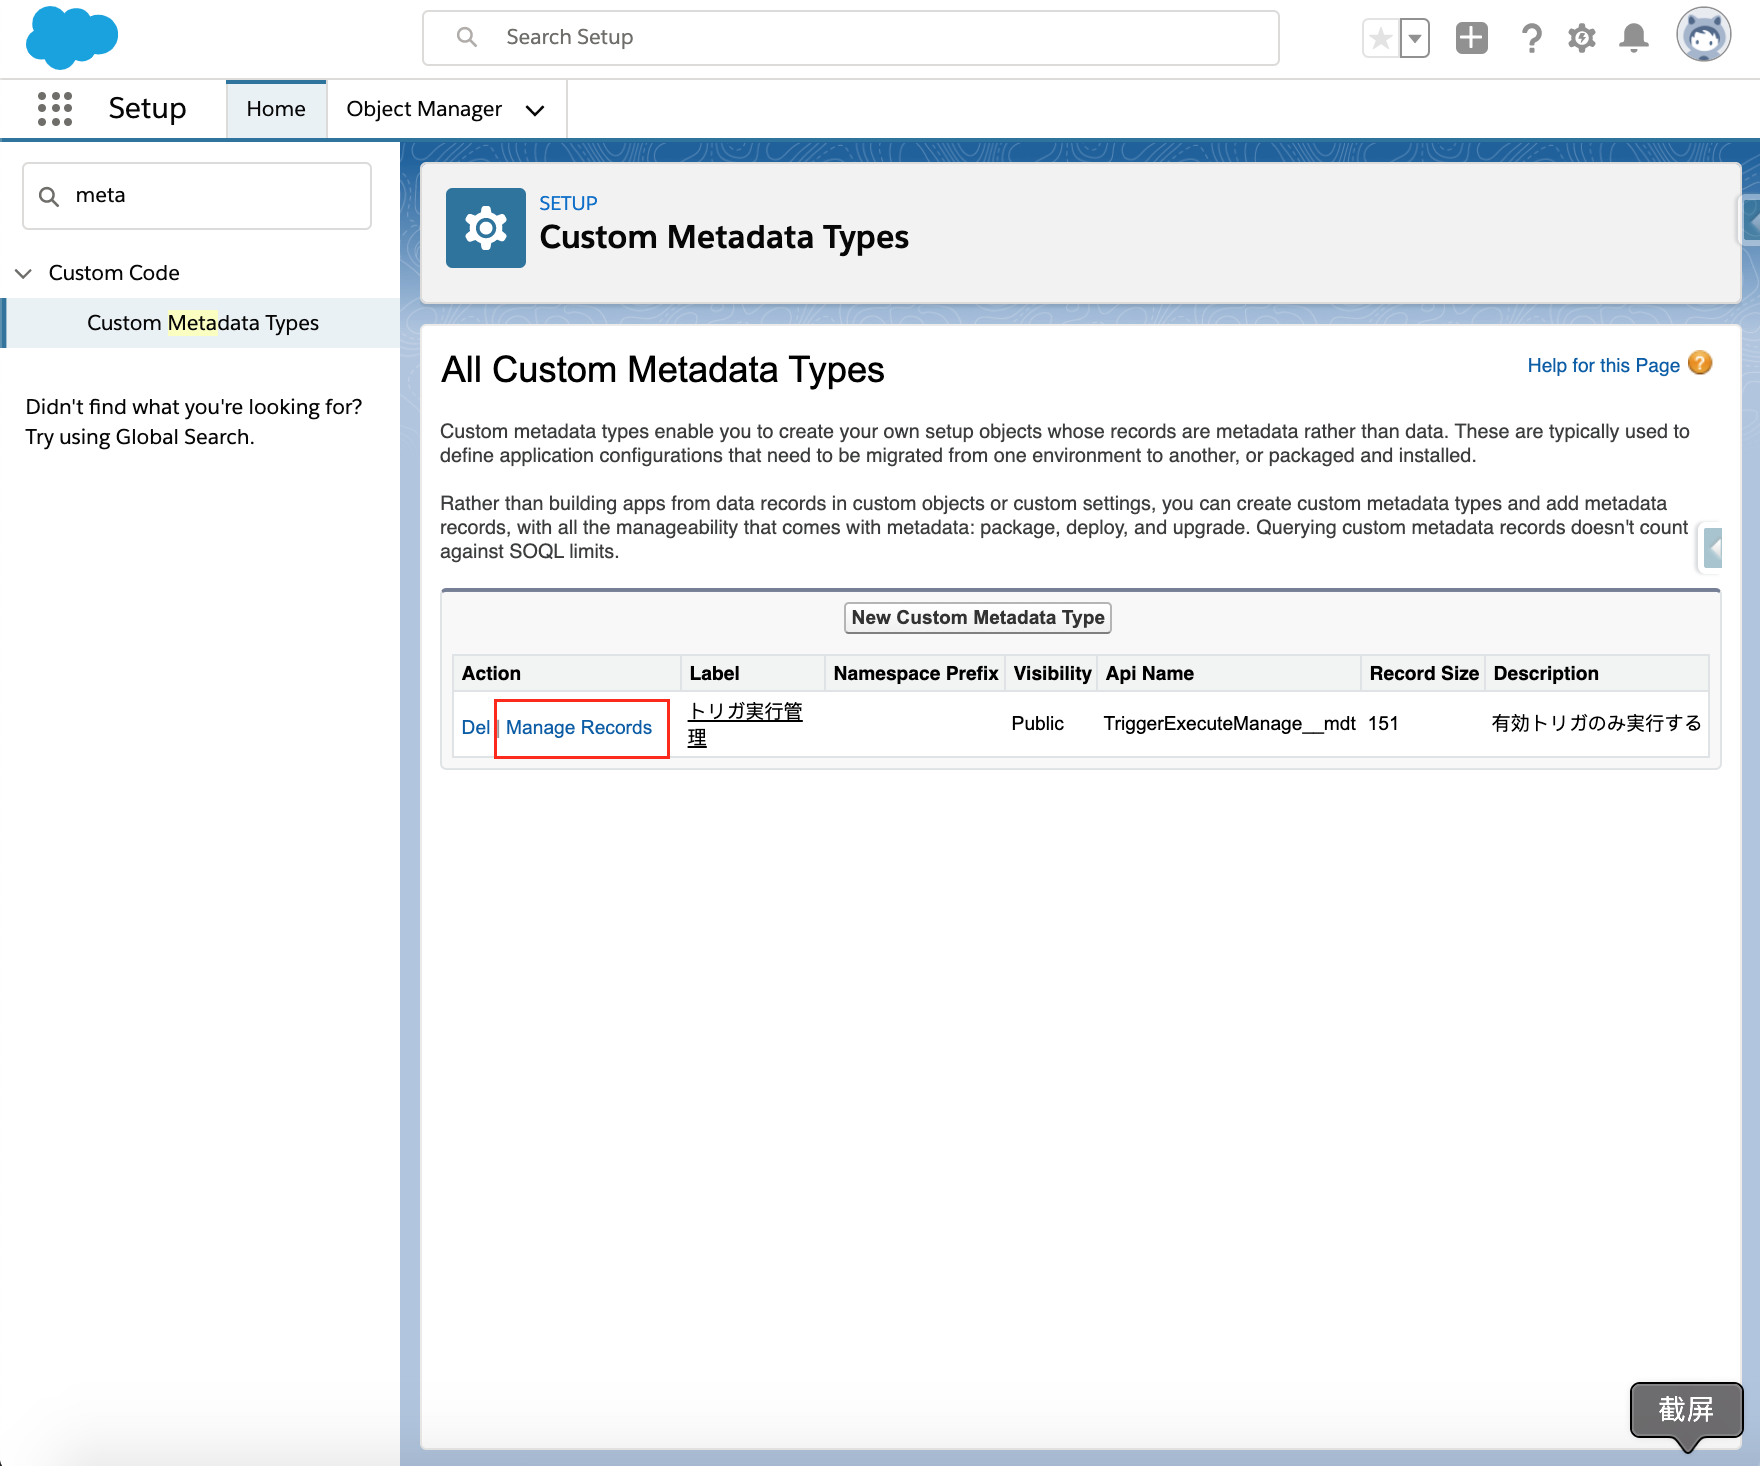 Search Setup
Setup
Home
Object Manager
meta
Custom Code
Custom Metadata Types
Didn't find what you're looking for?
Try using Global Search.
SETUP
Custom Metadata Types
All Custom Metadata Types
Help for this Page
Custom metadata types enable you to create your own setup objects whose records are metadata rather than data. These are typically used to
define application configurations that need to be migrated from one environment to another, or packaged and installed.
Rather than building apps from data records in custom objects or custom settings, you can create custom metadata types and add metadata
records, with all the manageability that comes with metadata: package, deploy, and upgrade. Querying custom metadata records doesn't count
against SOQL limits.
New Custom Metadata Type
Action Label Namespace Prefix Visibility Api Name Record Size Description
Del | Manage Records トリガ実行管
理 Public TriggerExecuteManage__mdt 151 有効トリガのみ実行する
截屏